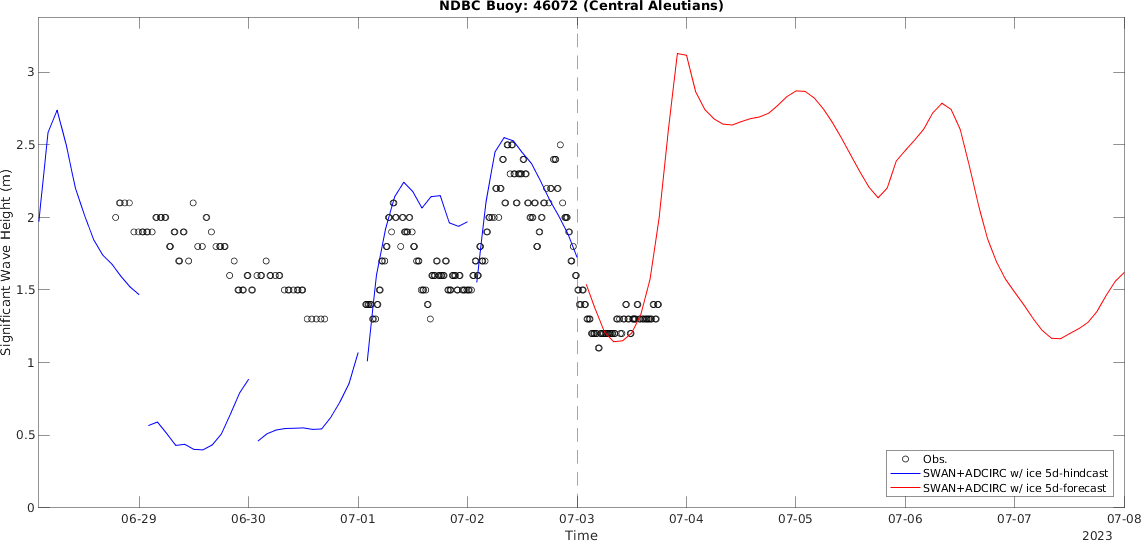 NDBC Buoy: 46072 (Central Aleutians)
3
2.5
2
1.5
1
0.5
0
Significant Wave Height (m)
Obs.
SWAN+ADCIRC w/ ice 5d-hindcast
SWAN+ADCIRC w/ ice 5d-forecast
06-29 06-30 07-01 07-02 07-03 07-04 07-05 07-06 07-07 07-08
Time
2023